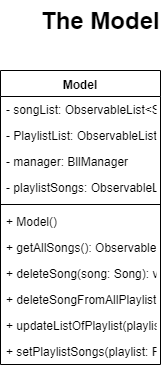 The Model
Model
- songList: ObservableList<S
- PlaylistList: ObservableList
- manager: BllManager
- playlistSongs: ObservableL
+ Model()
+ getAllSongs(): Observable
+ deleteSong(song: Song): v
+ deleteSongFromAllPlaylist
+ updateListOfPlaylist(playlis
+ setPlaylistSongs(playlist: F